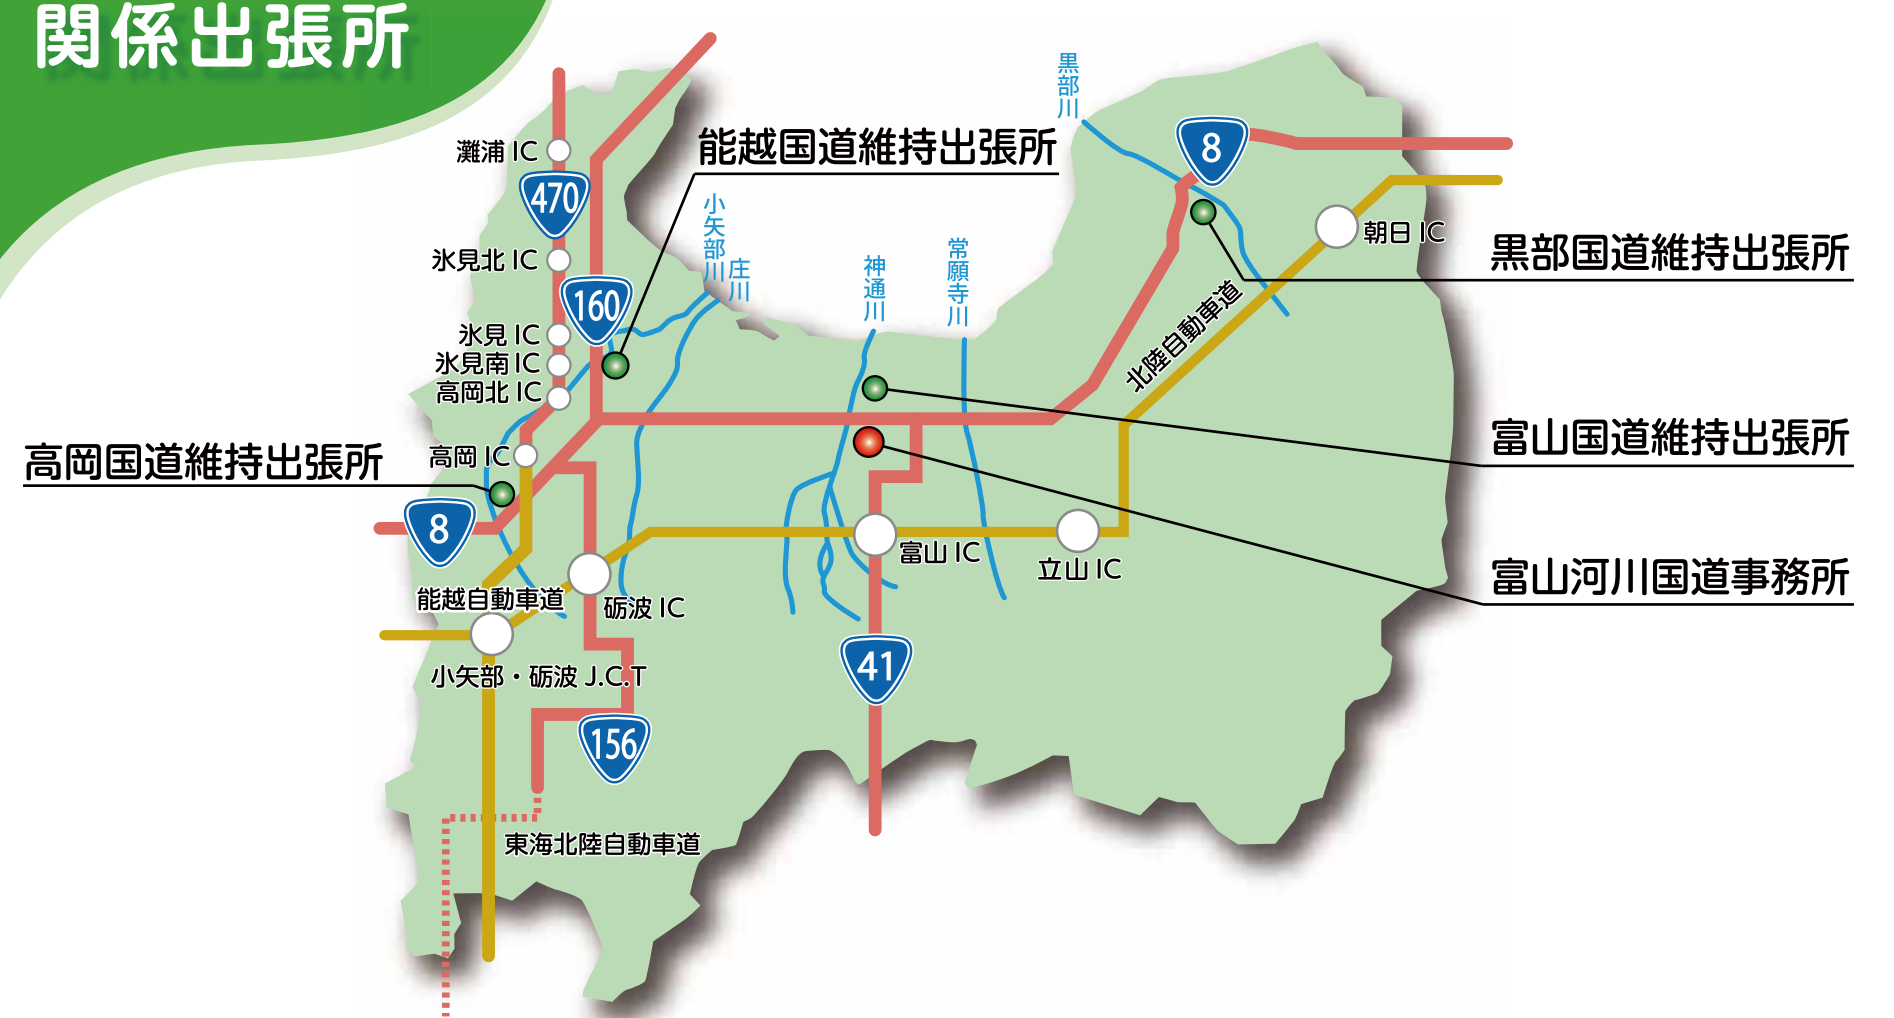 関係出張所
黒部川
能越国道維持出張所
8
灘浦 IC
470
小矢部川
朝日 IC
黒部国道維持出張所
常願寺川
神通川
庄川
氷見北 IC
160
北陸自動車道
氷見 IC
氷見南 IC
高岡北 IC
富山国道維持出張所
高岡 IC
高岡国道維持出張所
8
富山 IC
立山 IC
富山河川国道事務所
能越自動車道
砺波 IC
41
小矢部・砺波 J.C.T
156
東海北陸自動車道